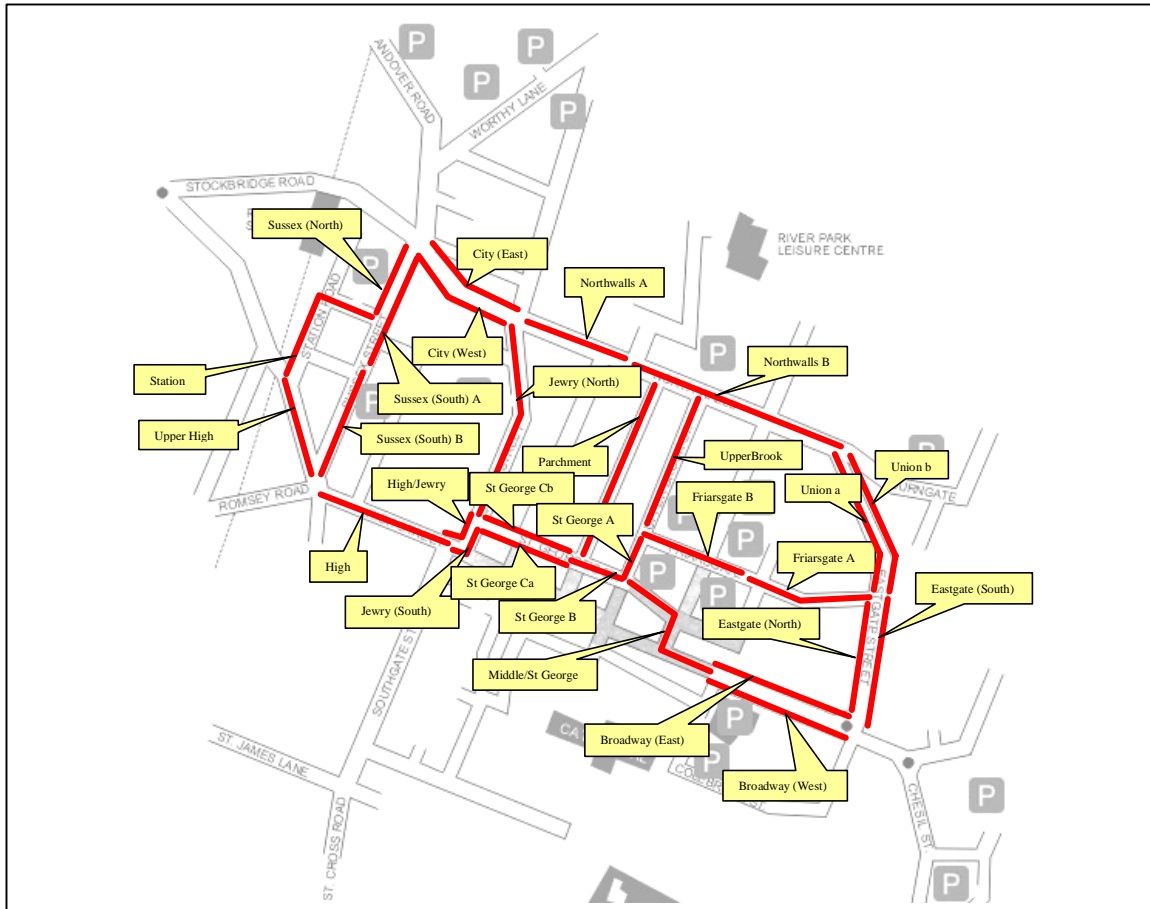 P
P
ANDOVER ROAD
P
WORTHY LANE
P
STOCKBRIDGE ROAD
Sussex (North)
City (East)
RIVER PARK
LEISURE CENTRE
P
Northwalls A
STATION ROAD
City (West)
P
Northwalls B
Station
Jewry (North)
Sussex (South) A
P
P
Upper High
Sussex (South) B
Parchment
UpperBrook
P
Union b
High/Jewry
St George Cb
Union a
ROMSEY ROAD
St George A
Friarsgate B
P
P
High
St George Ca
P
P
Friarsgate A
Jewry (South)
St George B
Eastgate (North)
Eastgate (South)
EASTGATE STREET
Middle/St George
SOUTHGATE ST
P
Broadway (East)
P
Broadway (West)
ST. JAMES LANE
CHESIL ST.
P
ST. CROSS ROAD
P